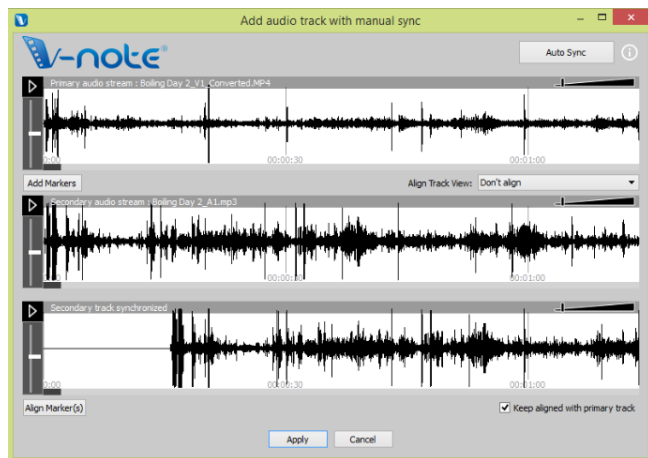 Add audio track with manual sync
V-note
Auto Sync
Primary audio stream : Boiling Day 2_V1_Converted.MP4
0:00 00:00:30 00:01:00
Add Markers
Align Track View: Don't align
Secondary audio stream : Boiling Day 2_A1.mp3
00:00:30 00:01:00
Secondary track synchronized
0:00 00:00:30 00:01:00
Align Marker(s)
Keep aligned with primary track
Apply Cancel